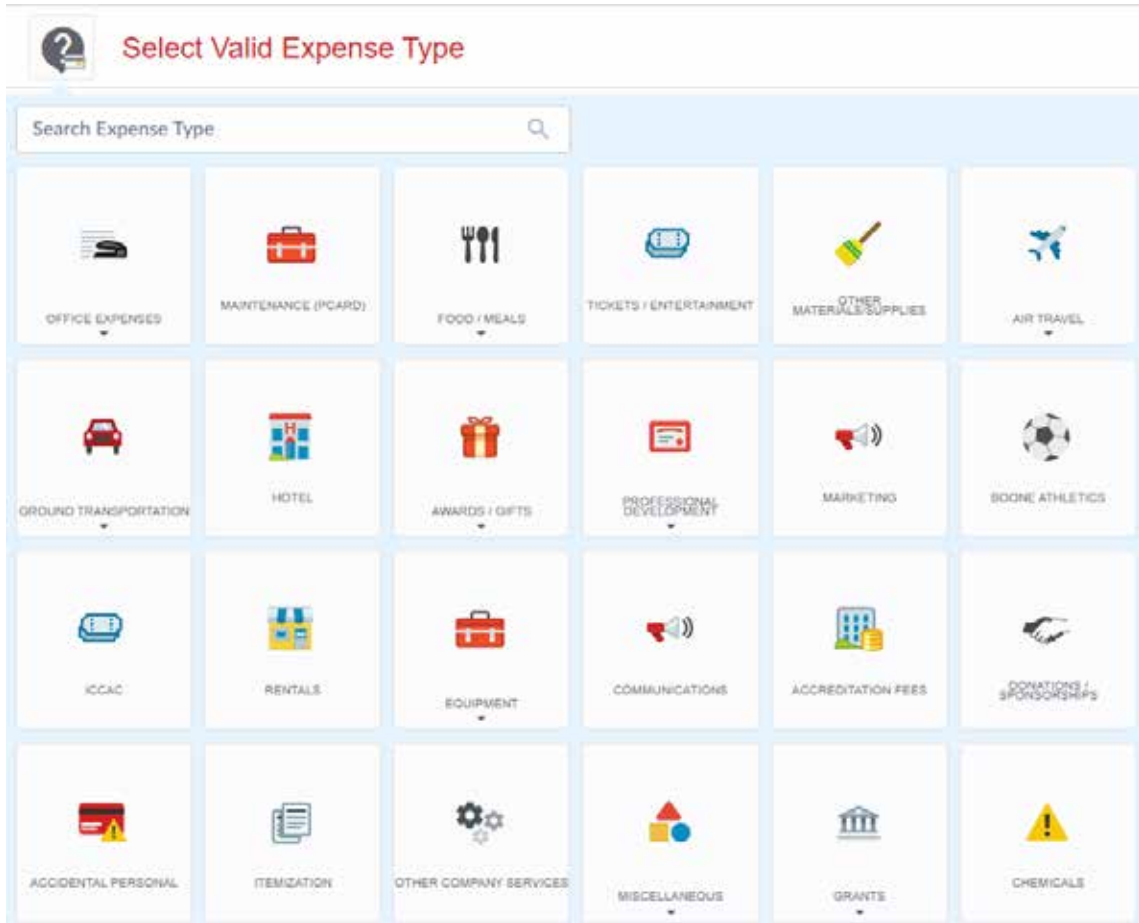 Select Valid Expense Type
Search Expense Type
OFFICE EXPENSES
MAINTENANCE (PCARD)
FOOD / MEALS
TICKETS / ENTERTAINMENT
OTHER
MATERIALS/SUPPLIES
AIR TRAVEL
GROUND TRANSPORTATION
HOTEL
AWARDS / GIFTS
PROFESSIONAL
DEVELOPMENT
MARKETING
BOONE ATHLETICS
ICCAC
RENTALS
EQUIPMENT
COMMUNICATIONS
ACCREDITATION FEES
DONATIONS /
SPONSORSHIPS
ACCIDENTAL PERSONAL
ITEMIZATION
OTHER COMPANY SERVICES
MISCELLANEOUS
GRANTS
CHEMICALS